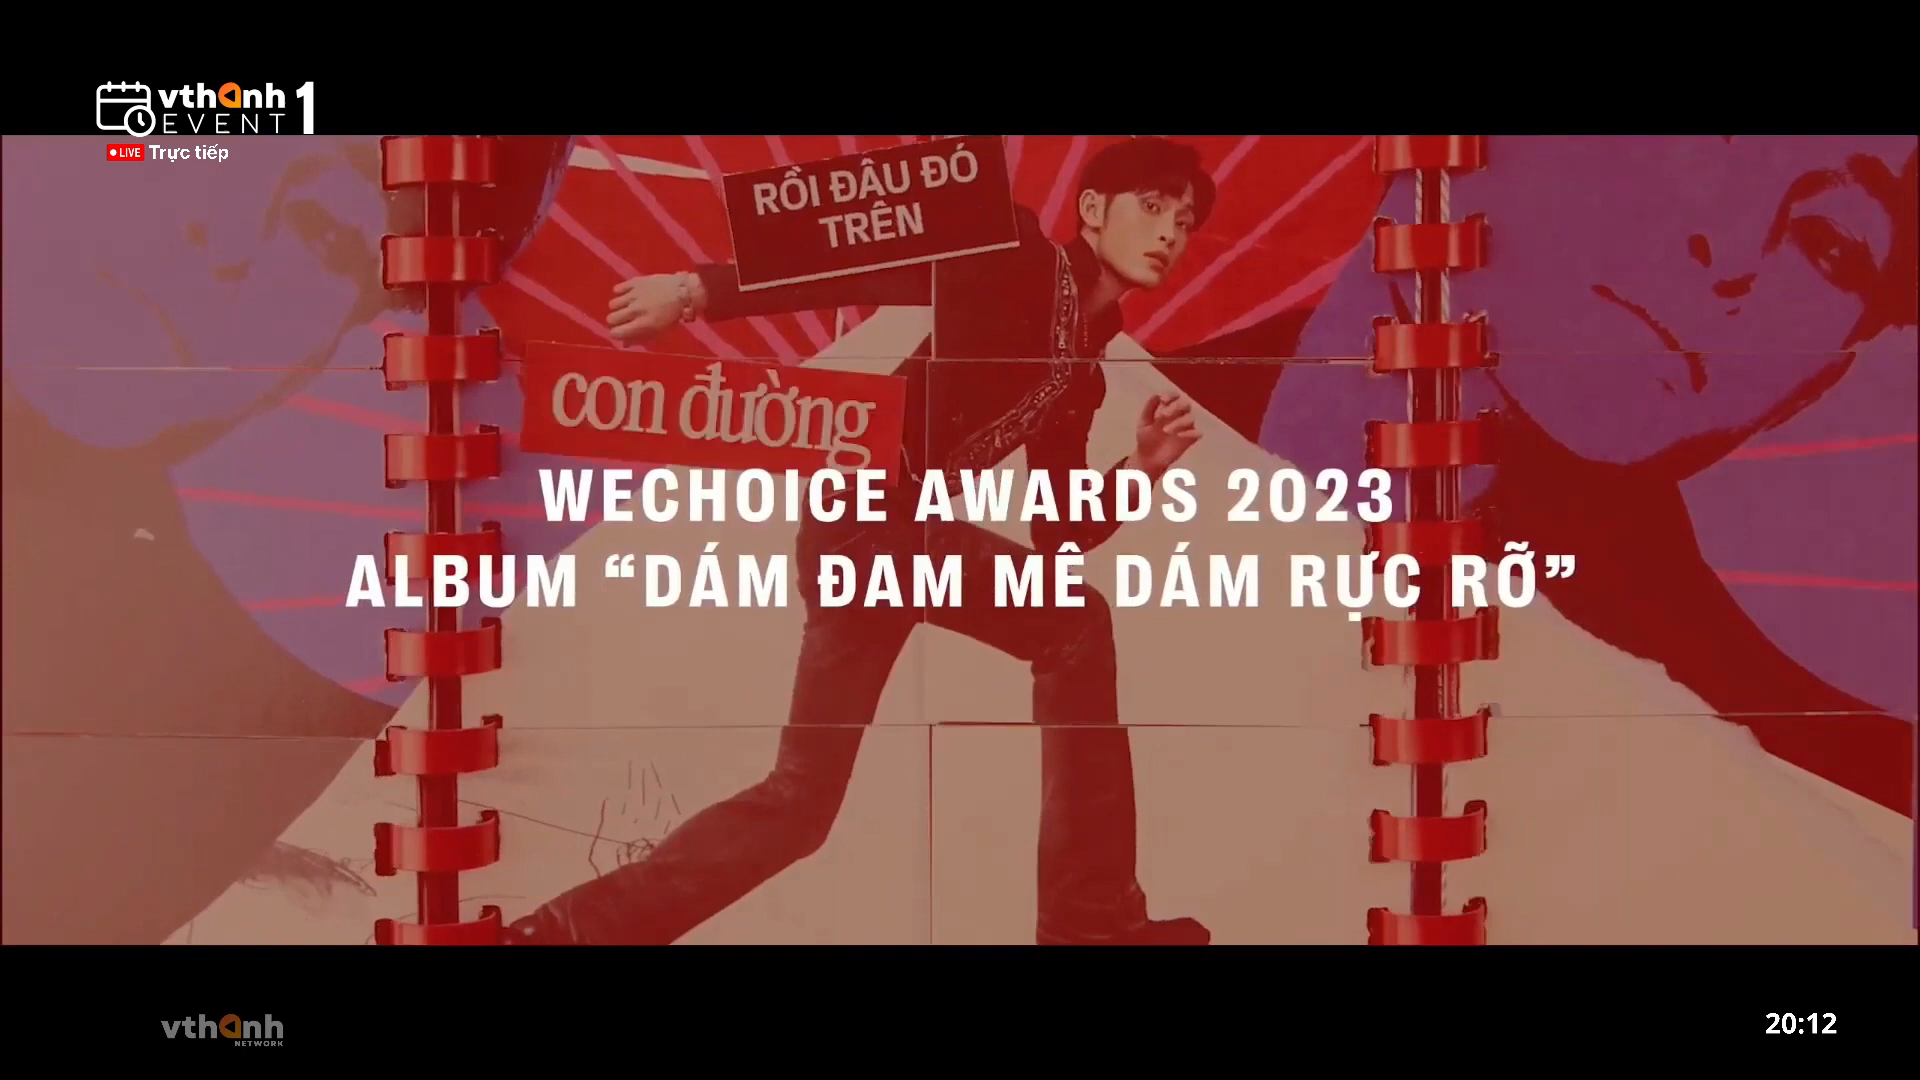 vthanh
EVENT 1
LIVE Trực tiếp
RỒI ĐÂU ĐÓ
TRÊN
con đường
WECHOICE AWARDS 2023
ALBUM “DÁM ĐAM MÊ DÁM RỰC RỠ”
vthanh
NETWORK
20:12